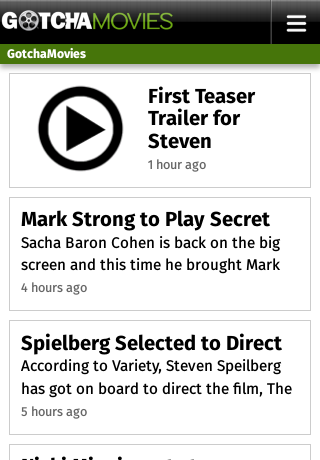 GOTCHAMOVIES
GotchaMovies
First Teaser
Trailer for
Steven
1 hour ago
Mark Strong to Play Secret
Sacha Baron Cohen is back on the big
screen and this time he brought Mark
4 hours ago
Spielberg Selected to Direct
According to Variety, Steven Speilberg
has got on board to direct the film, The
5 hours ago